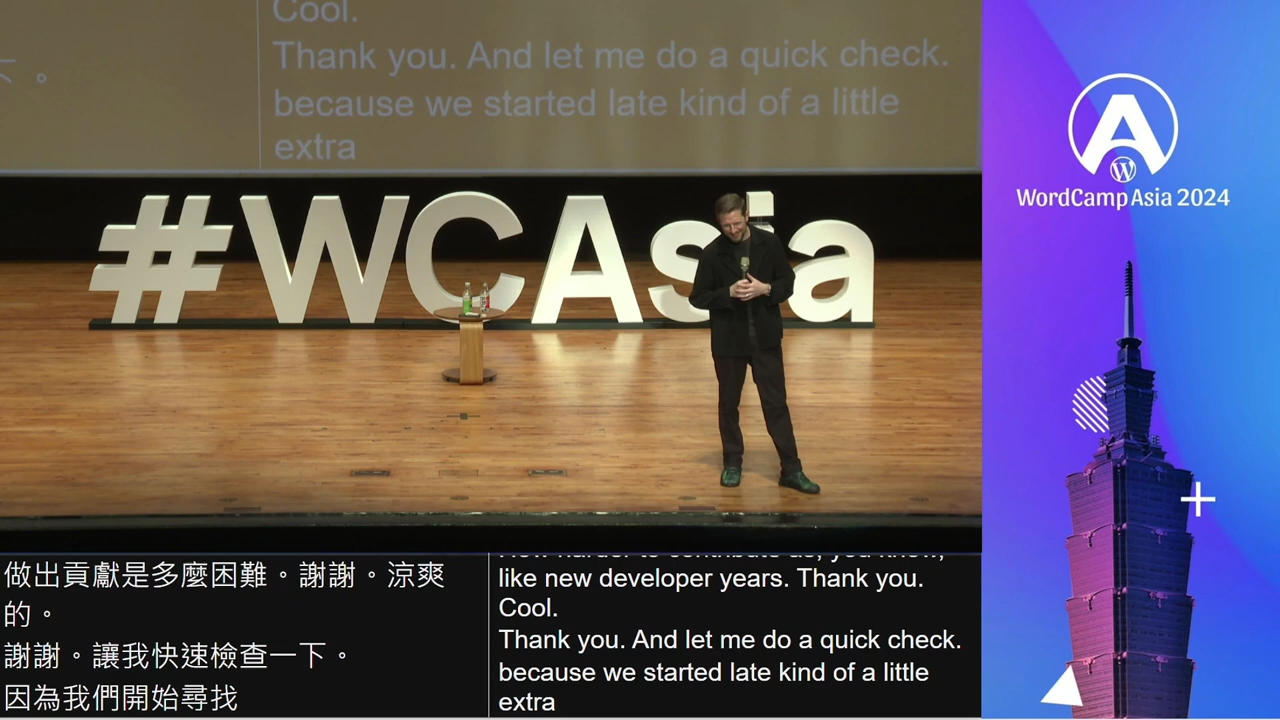 Cool.
。
Thank you. And let me do a quick check.
because we started late kind of a little
extra
#WCAsia
W
WordCamp Asia 2024
做出貢獻是多麼困難。謝謝。涼爽
的。
謝謝。讓我快速檢查一下。
因為我們開始尋找
like new developer years. Thank you.
Cool.
Thank you. And let me do a quick check.
because we started late kind of a little
extra